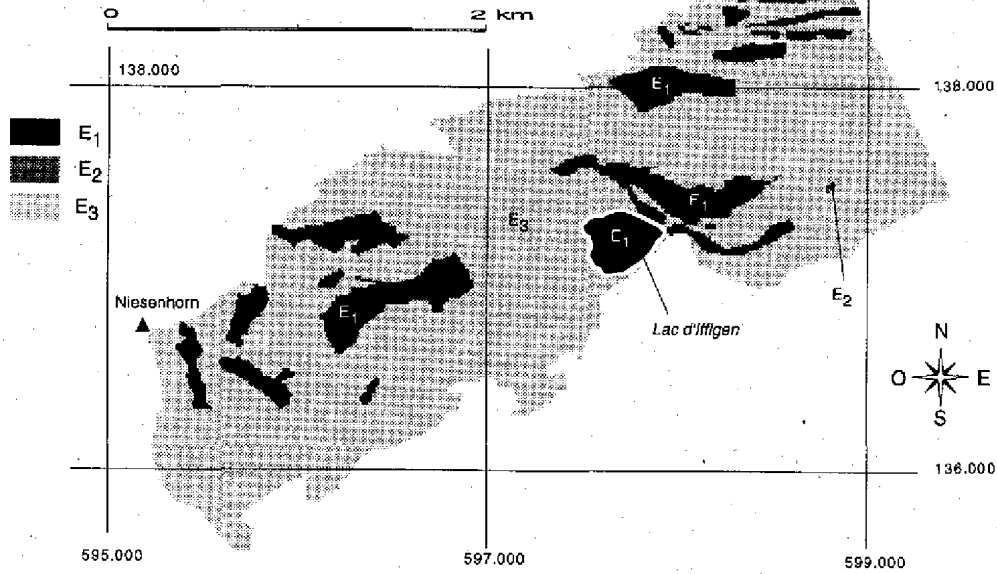 0 2 km
138.000
138.000
E1
E1
E2
E3
E1
E3
E1
E2
Niesenhorn
E1
Lac d'Iffigen
N
O E
S
136.000
595.000
597.000
599.000